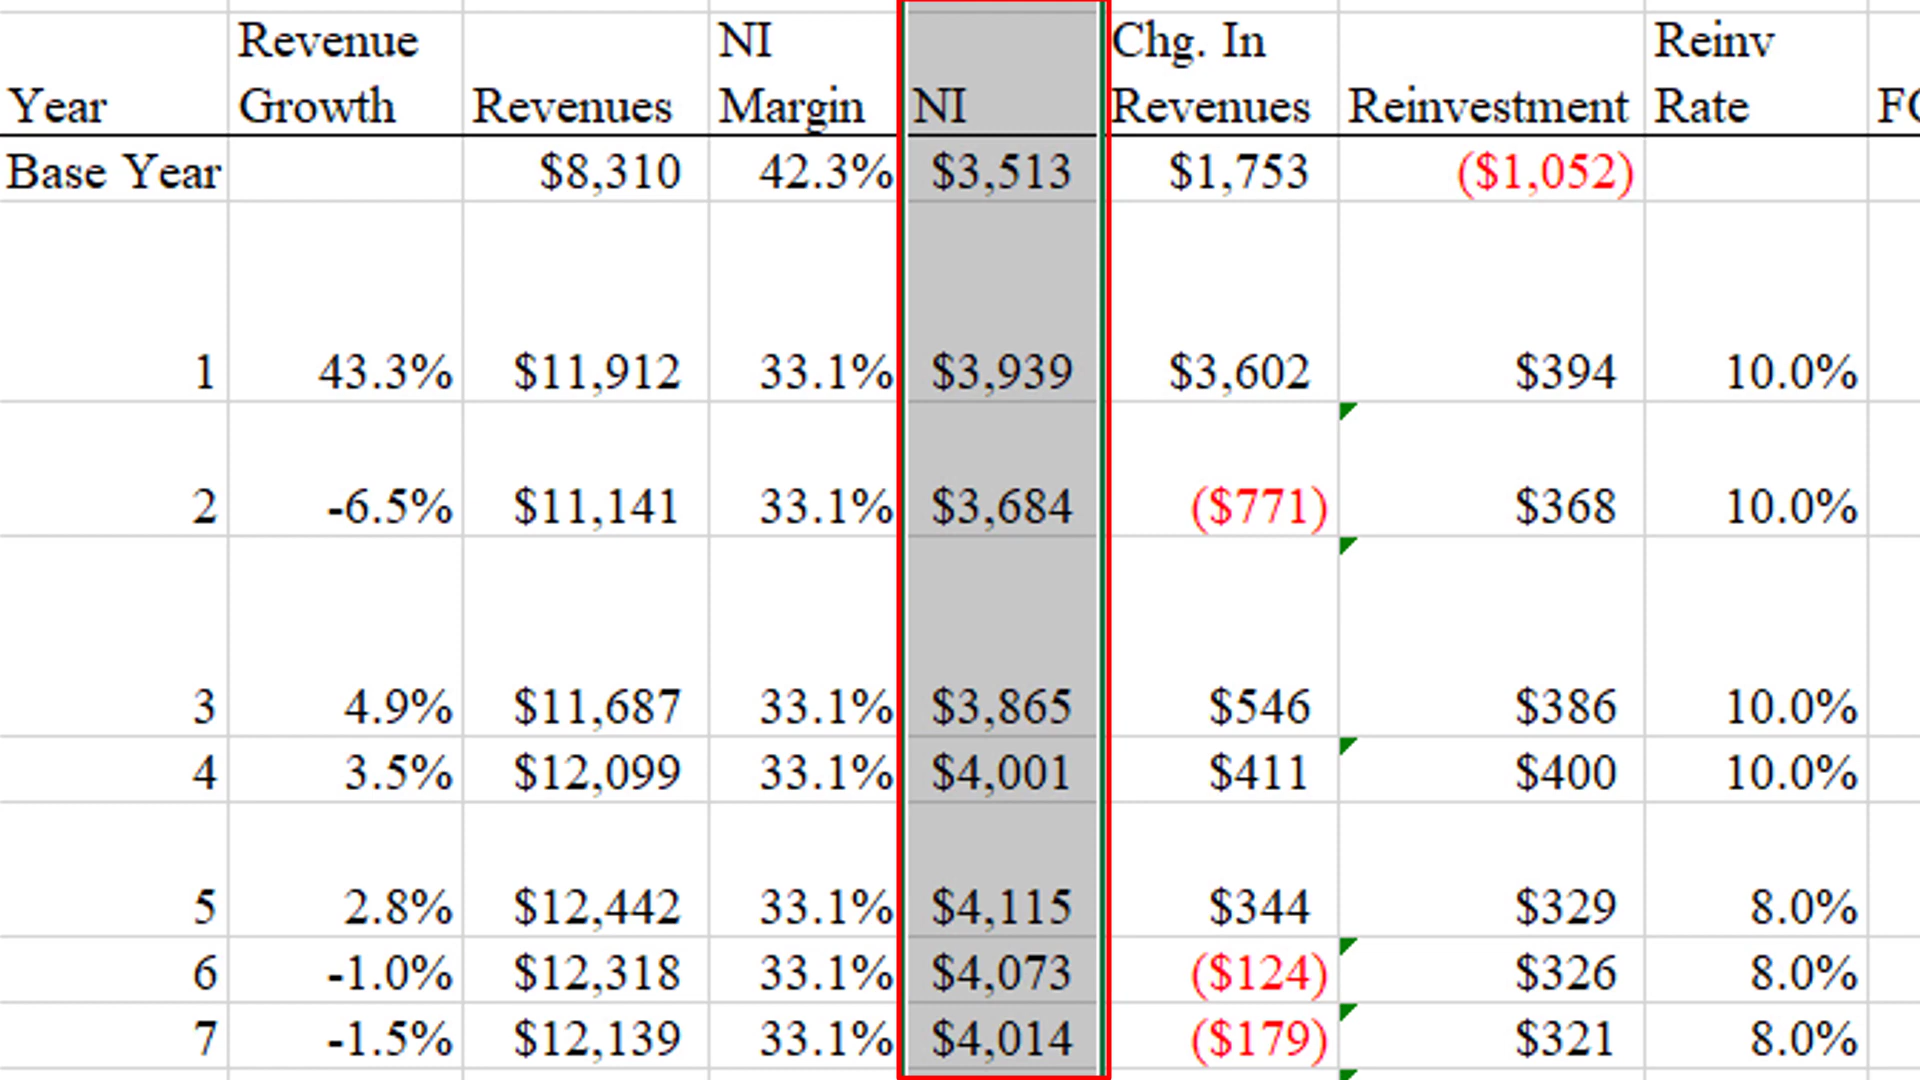 Year Revenue Growth Revenues NI Margin NI Chg. In Revenues Reinvestment Reinv Rate
Base Year $8,310 42.3% $3,513 $1,753 ($1,052)
1 43.3% $11,912 33.1% $3,939 $3,602 $394 10.0%
2 -6.5% $11,141 33.1% $3,684 ($771) $368 10.0%
3 4.9% $11,687 33.1% $3,865 $546 $386 10.0%
4 3.5% $12,099 33.1% $4,001 $411 $400 10.0%
5 2.8% $12,442 33.1% $4,115 $344 $329 8.0%
6 -1.0% $12,318 33.1% $4,073 ($124) $326 8.0%
7 -1.5% $12,139 33.1% $4,014 ($179) $321 8.0%